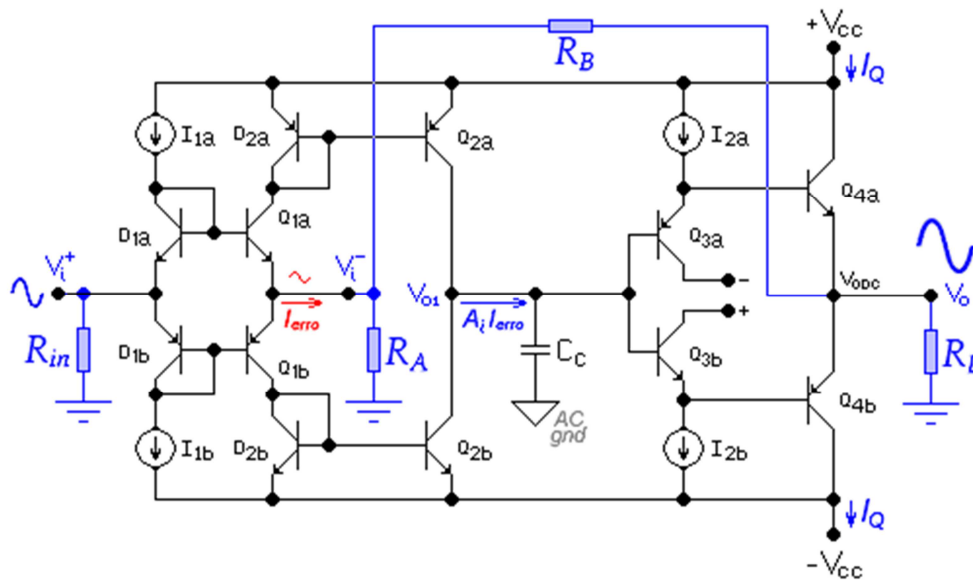 +VCC
IQ
RB
I1a
D2a
Q2a
I2a
Q4a
D1a
Q1a
Q3a
Vi+
Vi-
VO1
-
VODC
Vo
Ierro
Ai Ierro
+
Rin
D1b
Q1b
RA
CC
Q3b
RL
AC
gnd
Q4b
I1b
D2b
Q2b
I2b
IQ
-VCC